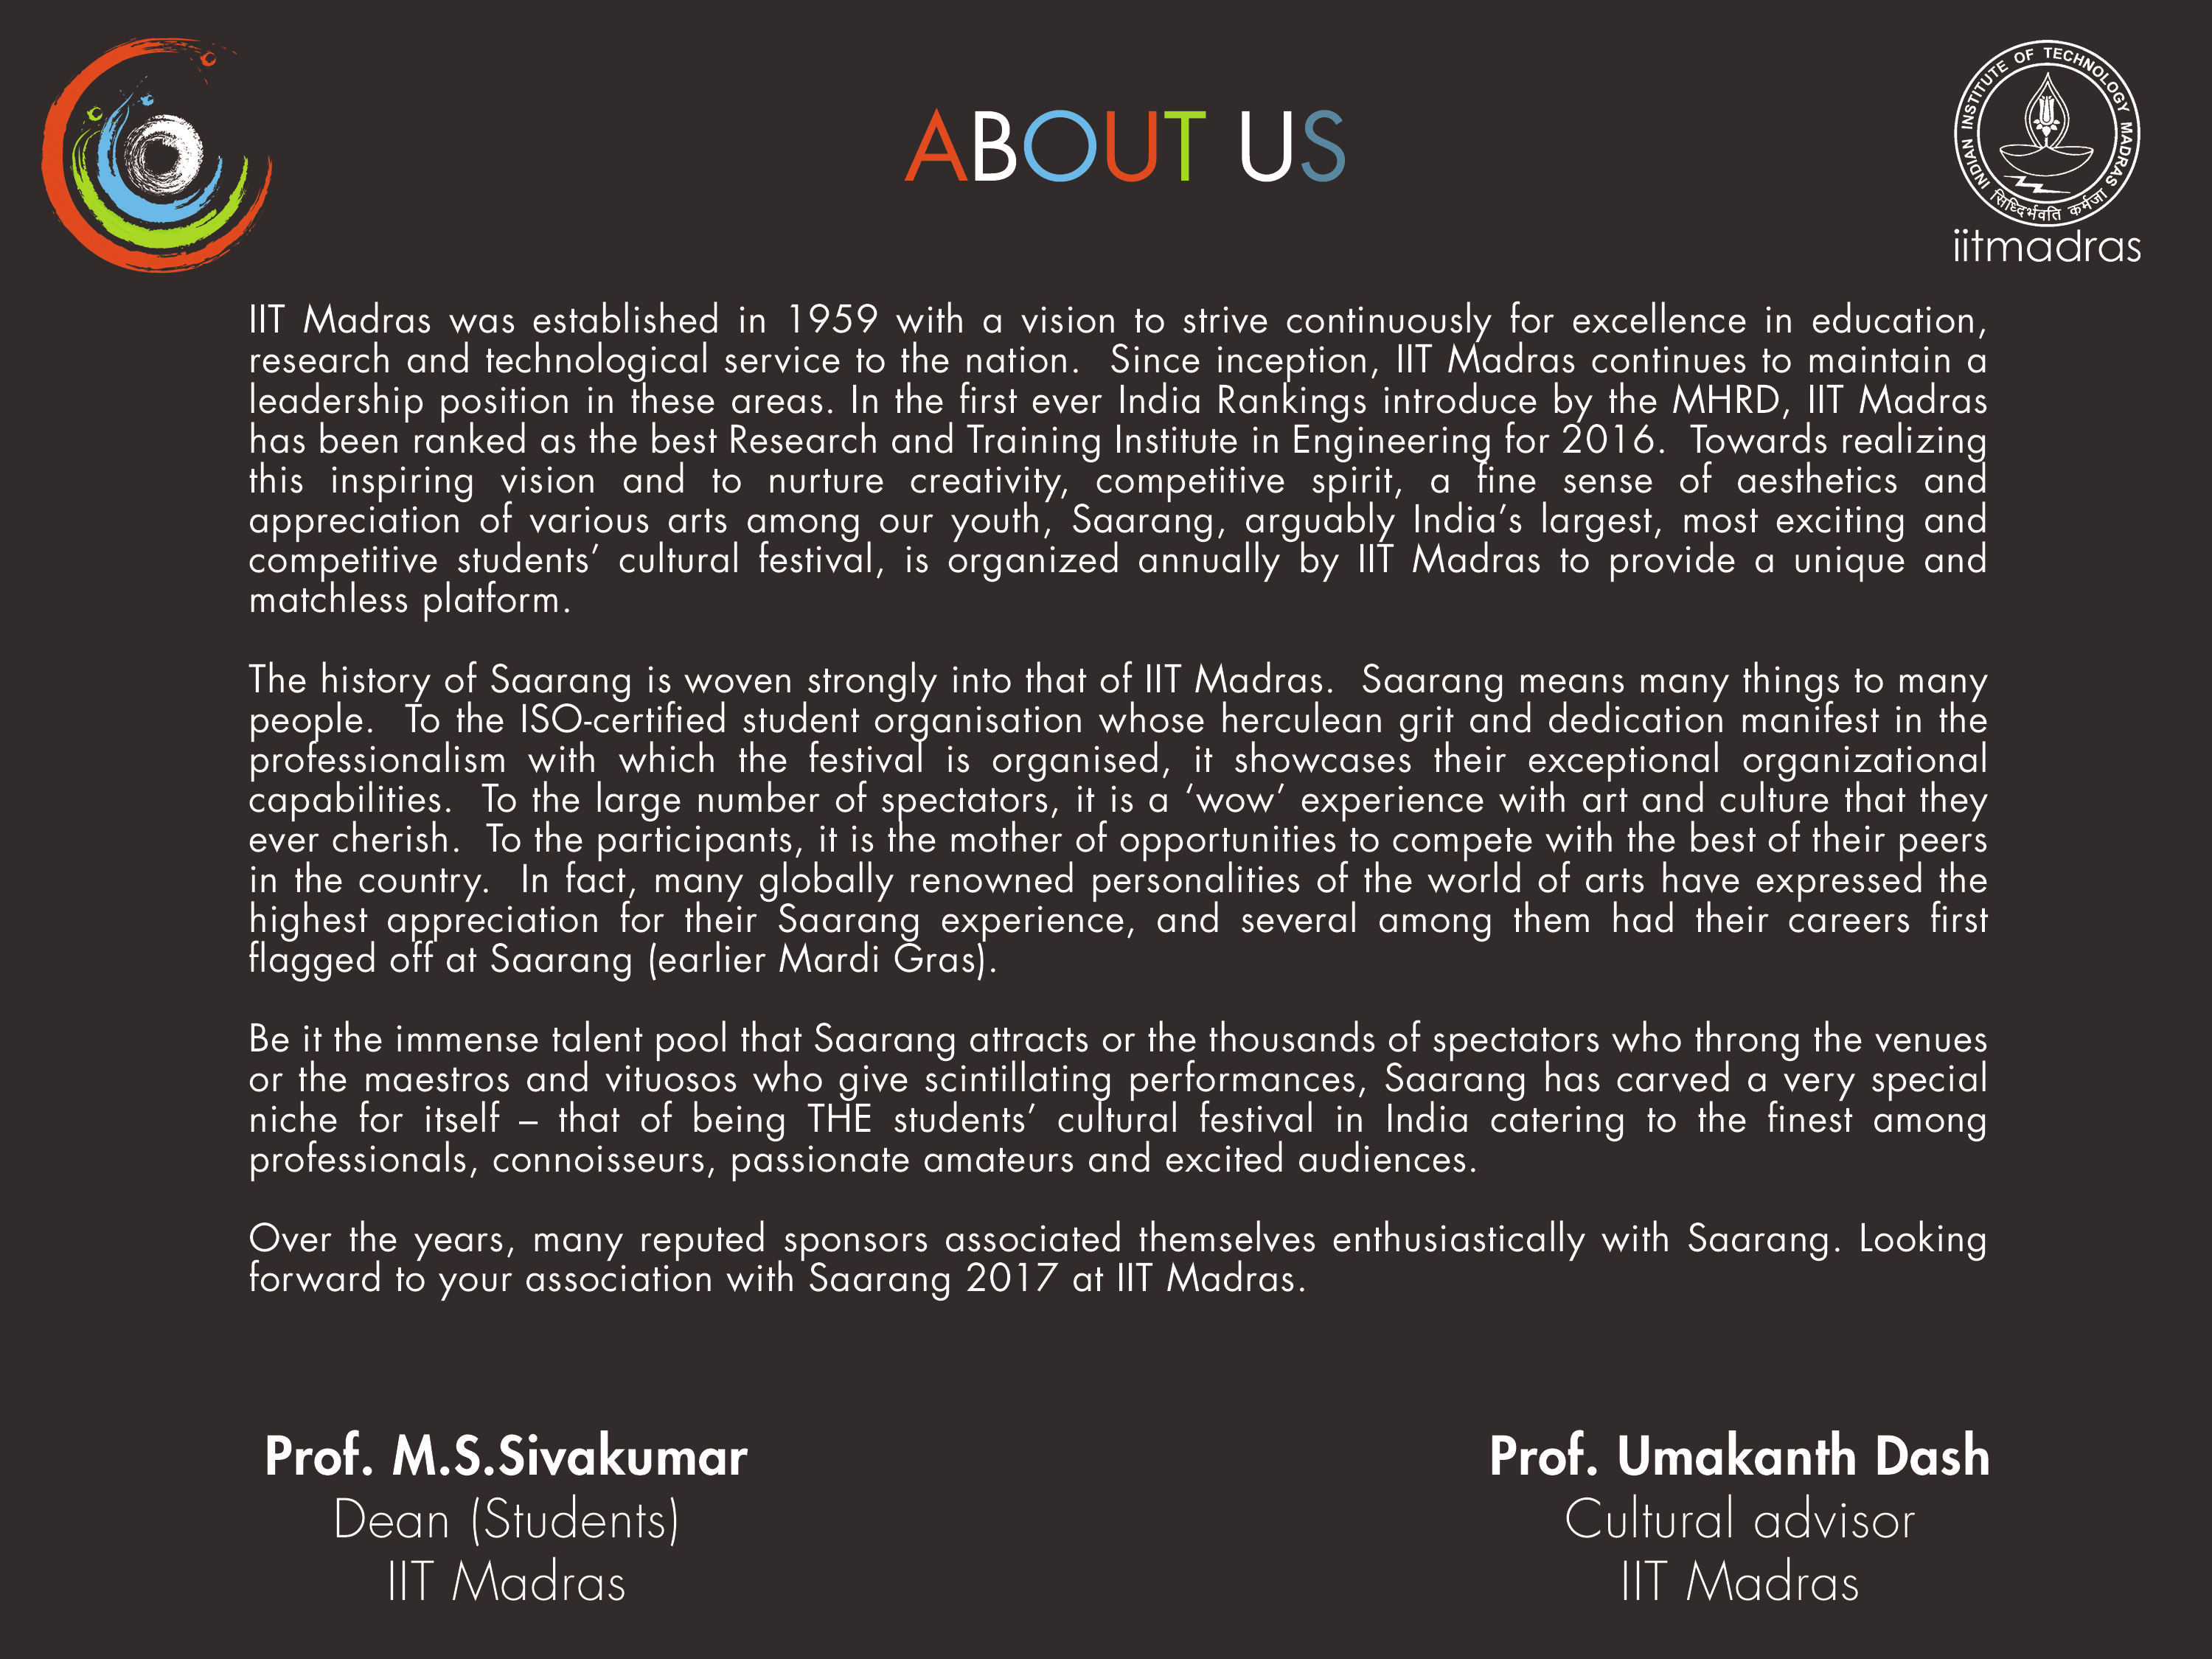 ABOUT US
INDIAN INSTITUTE OF TECHNOLOGY MADRAS
सिध्दिर्भवति कर्मजा
iitmadras
IIT Madras was established in 1959 with a vision to strive continuously for excellence in education,
research and technological service to the nation.  Since inception, IIT Madras continues to maintain a
leadership position in these areas. In the first ever India Rankings introduce by the MHRD, IIT Madras
has been ranked as the best Research and Training Institute in Engineering for 2016.  Towards realizing
this inspiring vision and to nurture creativity, competitive spirit, a fine sense of aesthetics and
appreciation of various arts among our youth, Saarang, arguably India’s largest, most exciting and
competitive students’ cultural festival, is organized annually by IIT Madras to provide a unique and
matchless platform.
The history of Saarang is woven strongly into that of IIT Madras.  Saarang means many things to many
people.  To the ISO-certified student organisation whose herculean grit and dedication manifest in the
professionalism with which the festival is organised, it showcases their exceptional organizational
capabilities.  To the large number of spectators, it is a ‘wow’ experience with art and culture that they
ever cherish.  To the participants, it is the mother of opportunities to compete with the best of their peers
in the country.  In fact, many globally renowned personalities of the world of arts have expressed the
highest appreciation for their Saarang experience, and several among them had their careers first
flagged off at Saarang (earlier Mardi Gras).
Be it the immense talent pool that Saarang attracts or the thousands of spectators who throng the venues
or the maestros and vituosos who give scintillating performances, Saarang has carved a very special
niche for itself – that of being THE students’ cultural festival in India catering to the finest among
professionals, connoisseurs, passionate amateurs and excited audiences.
Over the years, many reputed sponsors associated themselves enthusiastically with Saarang. Looking
forward to your association with Saarang 2017 at IIT Madras.
Prof. M.S.Sivakumar
Dean (Students)
IIT Madras
Prof. Umakanth Dash
Cultural advisor
IIT Madras